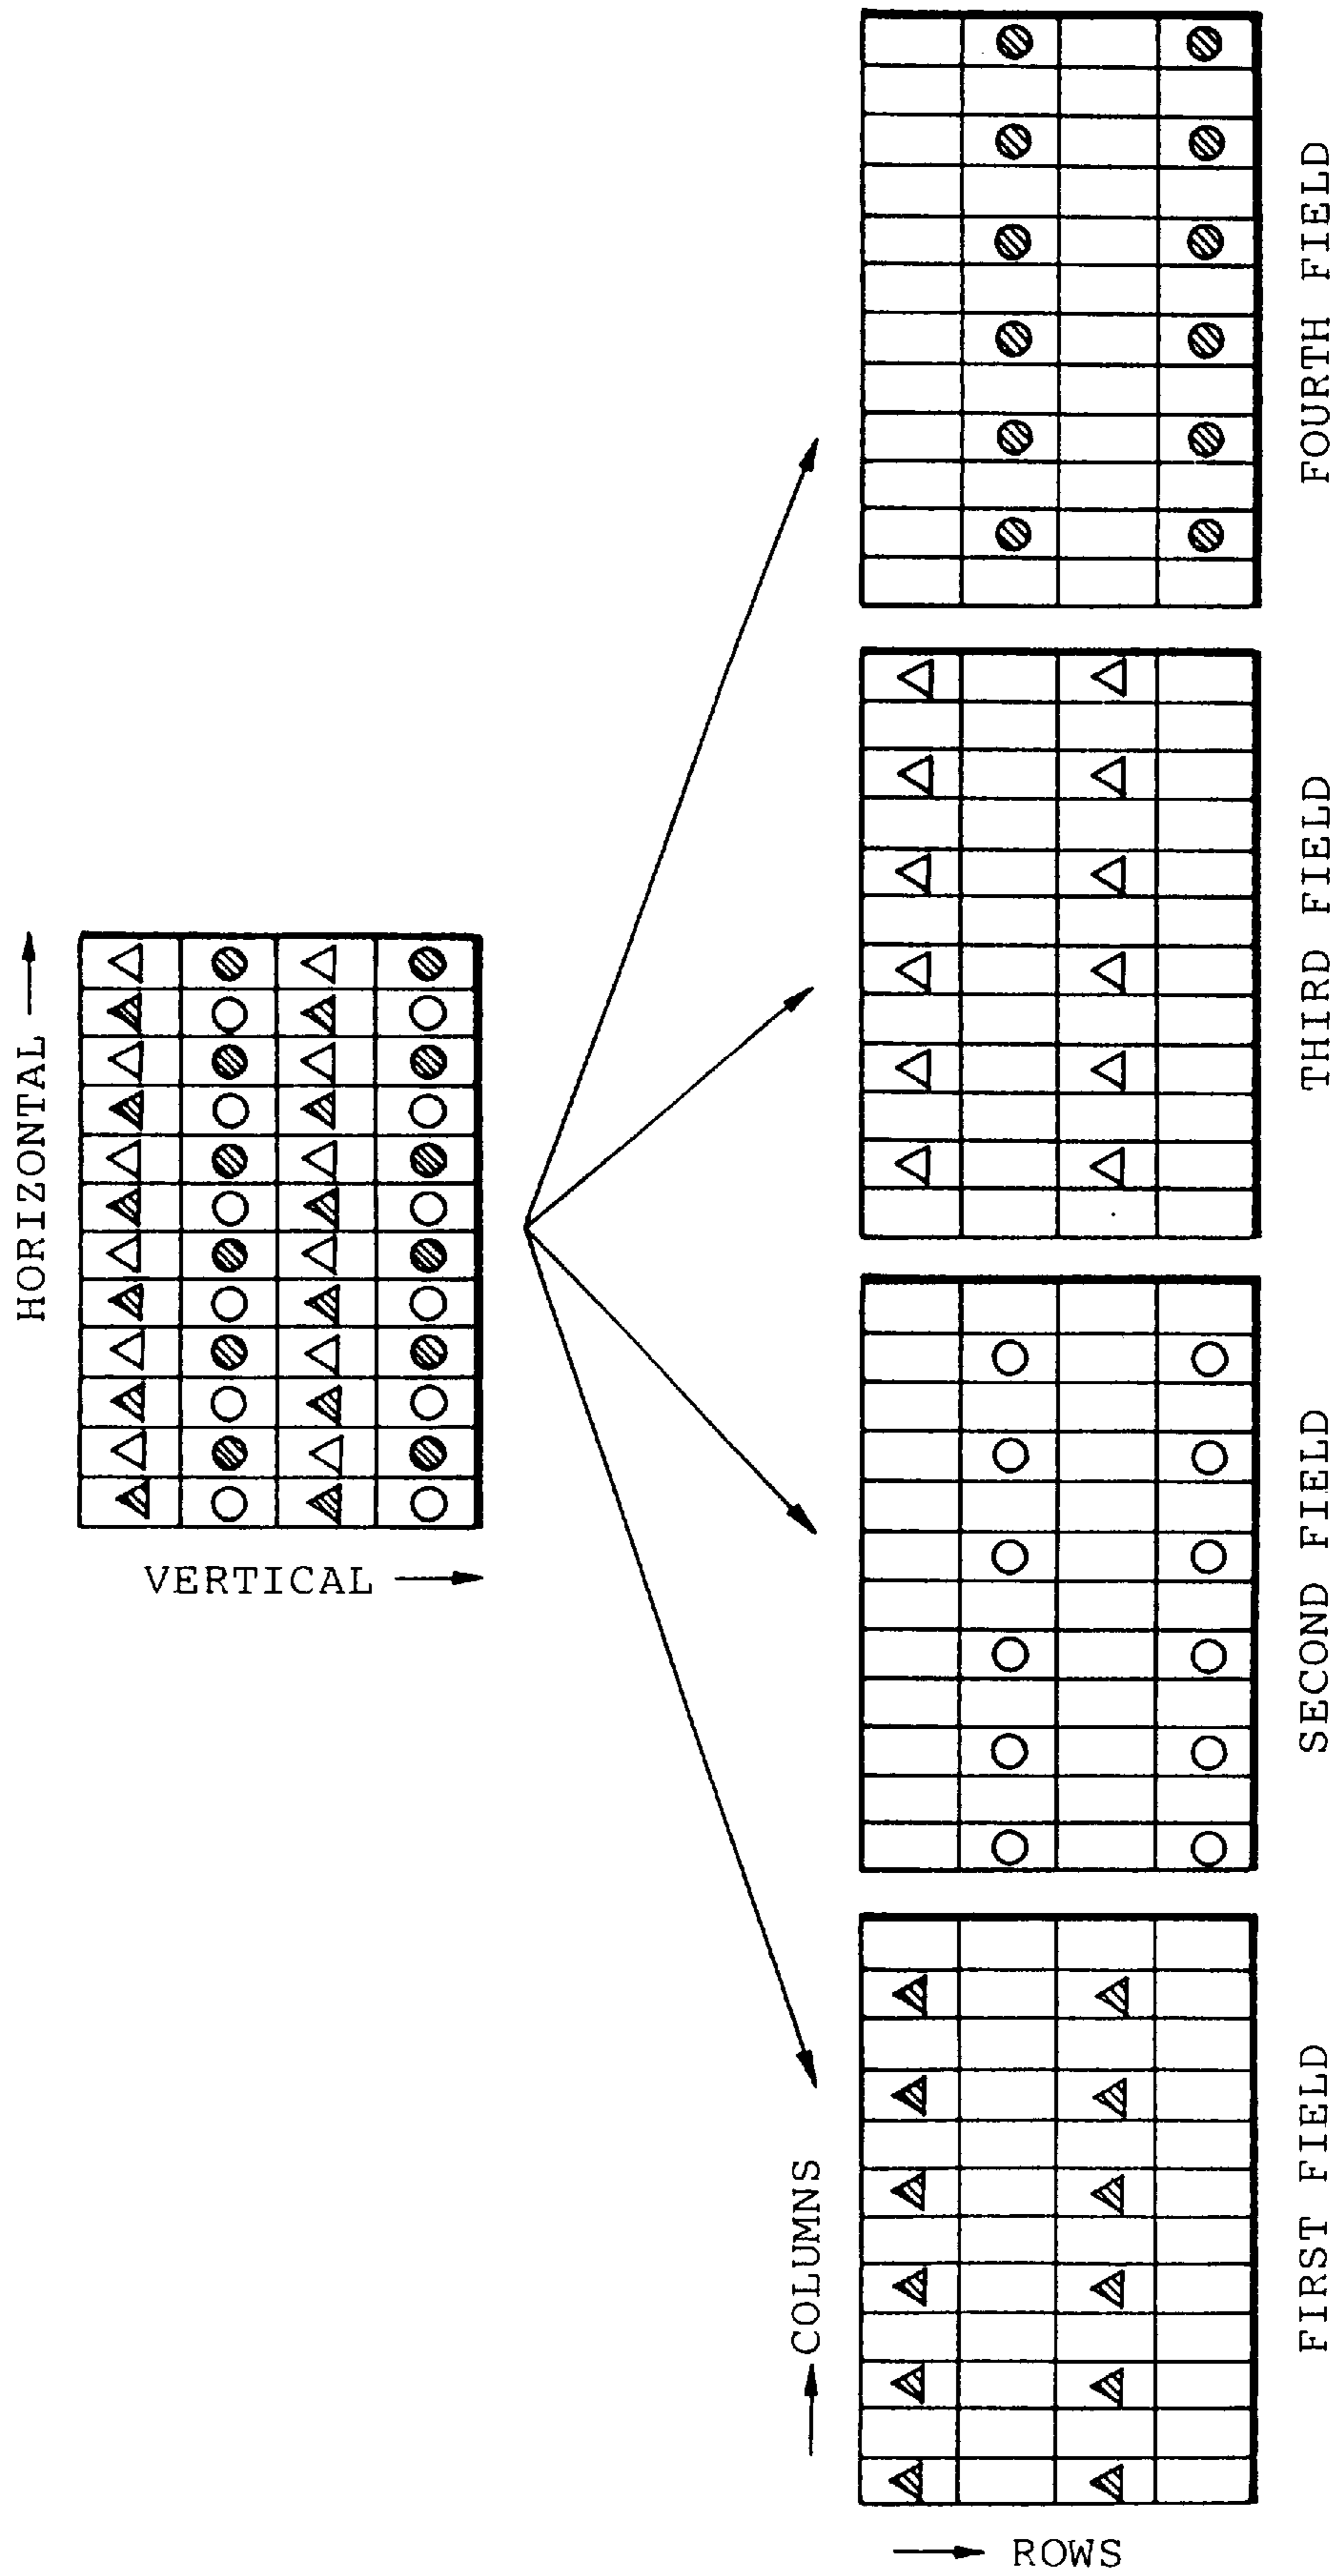 HORIZONTAL
VERTICAL
COLUMNS
ROWS
FIRST FIELD
SECOND FIELD
THIRD FIELD
FOURTH FIELD